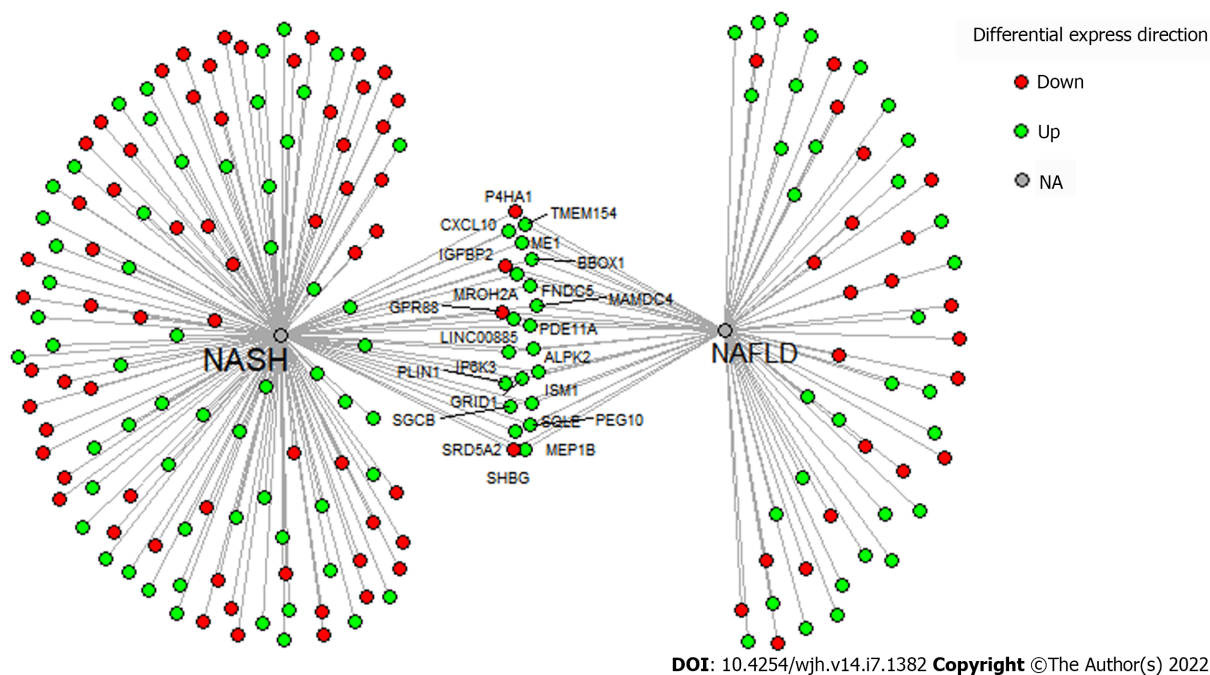 Differential express direction
Down
Up
NA
P4HA1
TMEM154
CXCL10
ME1
IGFBP2
BBOX1
FNDC5
MROH2A
MAMDC4
GPR88
PDE11A
LINC00885
ALPK2
IP6K3
PLIN1
ISM1
GRID1
SGCB
SQLE
PEG10
SRD5A2
MEP1B
SHBG
NASH
NAFLD
DOI: 10.4254/wjh.v14.i7.1382 Copyright ©The Author(s) 2022